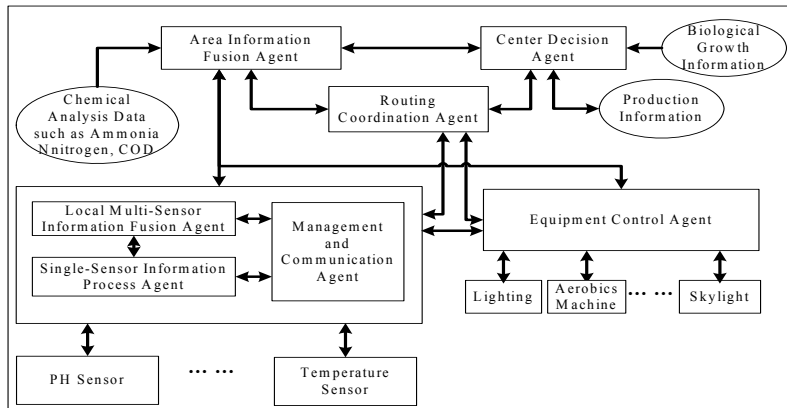 Area Information
Fusion Agent
Center Decision
Agent
Biological
Growth
Information
Chemical
Analysis Data
such as Ammonia
Nnitrogen, COD
Routing
Coordination Agent
Production
Information
Local Multi-Sensor
Information Fusion Agent
Single-Sensor Information
Process Agent
Management
and
Communication
Agent
Equipment Control Agent
Lighting
Aerobics
Machine
... ...
Skylight
PH Sensor
... ...
Temperature
Sensor